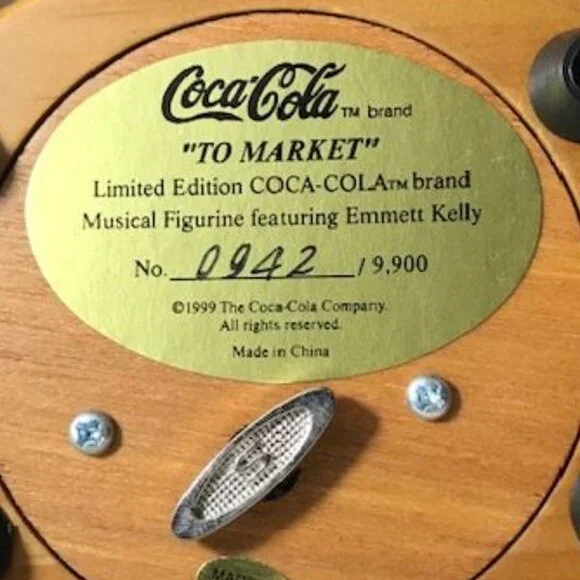 Coca-Cola TM brand
"TO MARKET"
Limited Edition COCA-COLA TM brand
Musical Figurine featuring Emmett Kelly
No. 0942 / 9,900
©1999 The Coca-Cola Company.
All rights reserved.
Made in China